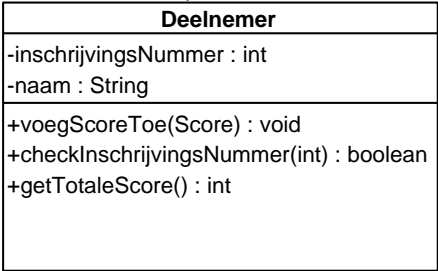 Deelnemer
-inschrijvingsNummer : int
-naam : String
+voegScoreToe(Score) : void
+checkInschrijvingsNummer(int) : boolean
+getTotaleScore() : int